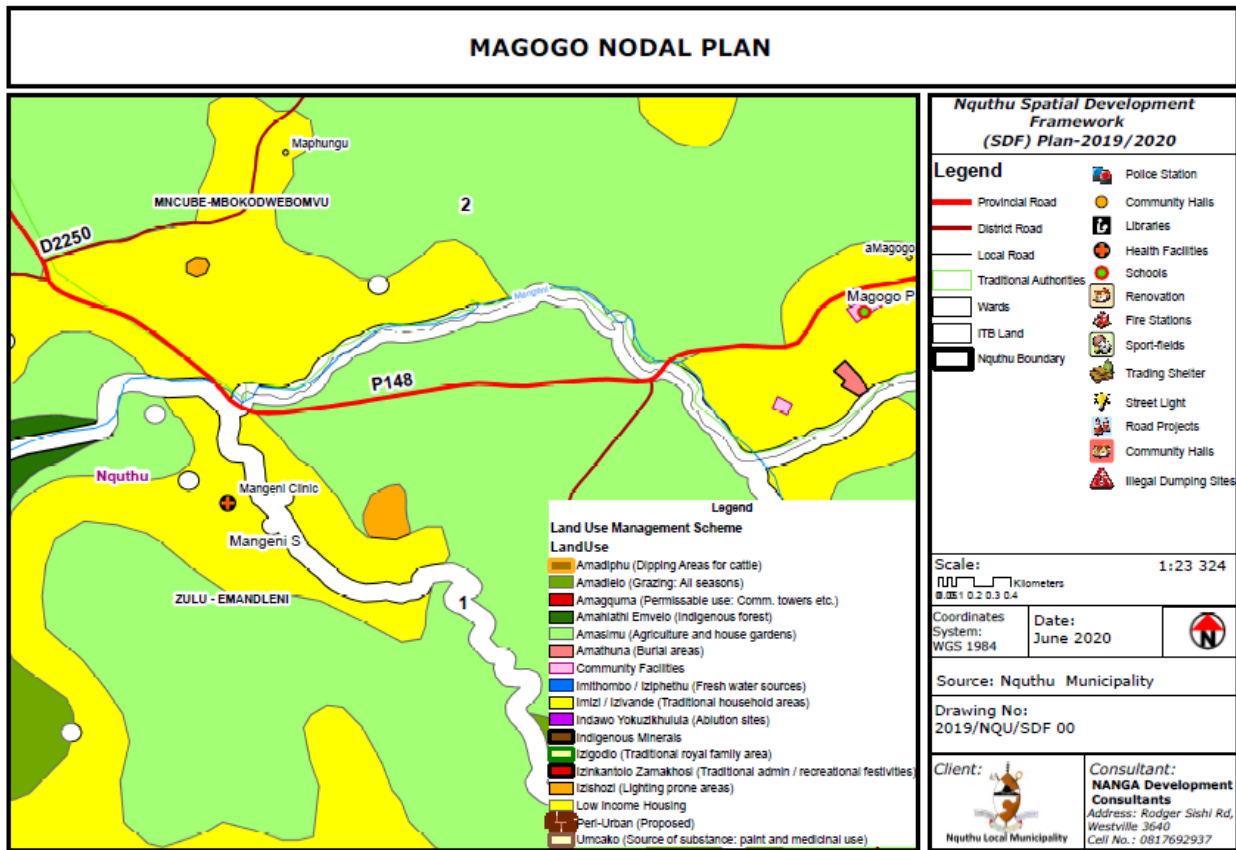 MAGOGO NODAL PLAN
Maphungu
MNCUBE-MBOKODWEBOMVU
2
D2250
aMagogo
Mangeni
Magogo P
P148
Nquthu
Mangeni Clinic
Mangeni S
ZULU - EMANDLENI
1
Legend
Land Use Management Scheme
LandUse
Amadiphu (Dipping Areas for cattle)
Amadlelo (Grazing: All seasons)
Amagquma (Permissable use: Comm. towers etc.)
Amahlathi Emvelo (Indigenous forest)
Amasimu (Agriculture and house gardens)
Amathuna (Burial areas)
Community Facilities
Imithombo / Iziphethu (Fresh water sources)
Imizi / Izivande (Traditional household areas)
Indawo Yokuzikhulula (Ablution sites)
Indigenous Minerals
Izigodlo (Traditional royal family area)
Izinkantolo Zamakhosi (Traditional admin / recreational festivities)
Izishozi (Lighting prone areas)
Low Income Housing
Peri-Urban (Proposed)
Umcako (Source of substance: paint and medicinal use)
Nquthu Spatial Development
Framework
(SDF) Plan-2019/2020
Legend
Provincial Road
District Road
Local Road
Traditional Authorities
Wards
ITB Land
Nquthu Boundary
Police Station
Community Halls
Libraries
Health Facilities
Schools
Renovation
Fire Stations
Sport-fields
Trading Shelter
Street Light
Road Projects
Community Halls
Illegal Dumping Sites
Scale: 1:23 324
Kilometers
0.1 0.2 0.3 0.4
Coordinates
System:
WGS 1984
Date:
June 2020
N
Source: Nquthu Municipality
Drawing No:
2019/NQU/SDF 00
Client:
Nquthu Local Municipality
Consultant:
NANGA Development
Consultants
Address: Rodger Sishi Rd,
Westville 3640
Cell No.: 0817692937